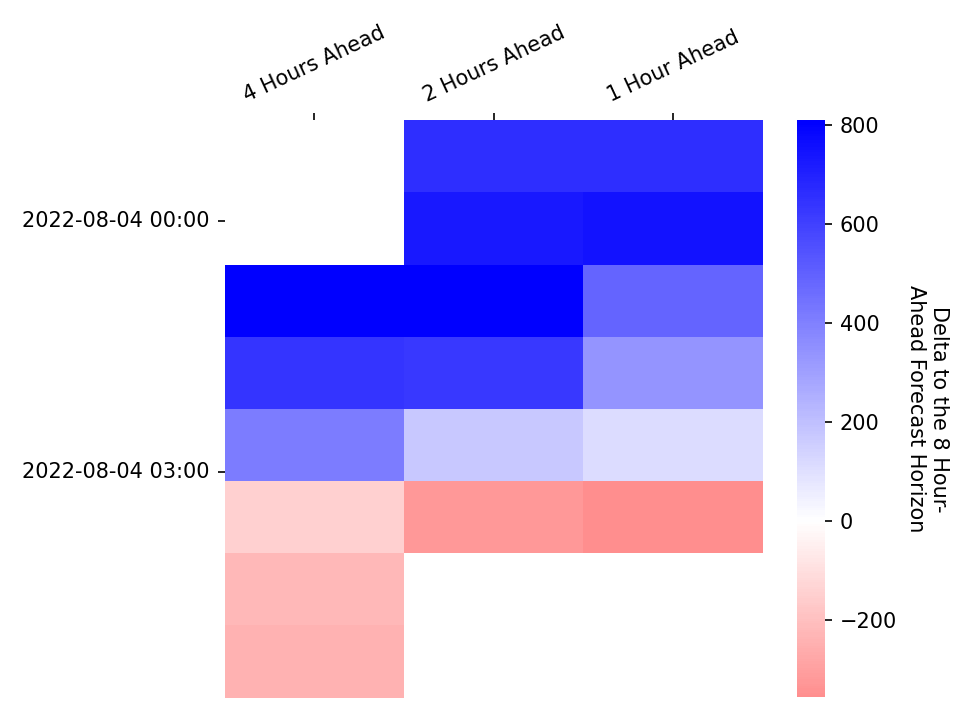 4 Hours Ahead
2 Hours Ahead
1 Hour Ahead
2022-08-04 00:00
2022-08-04 03:00
800
600
400
200
0
−200
Delta to the 8 Hour-
Ahead Forecast Horizon